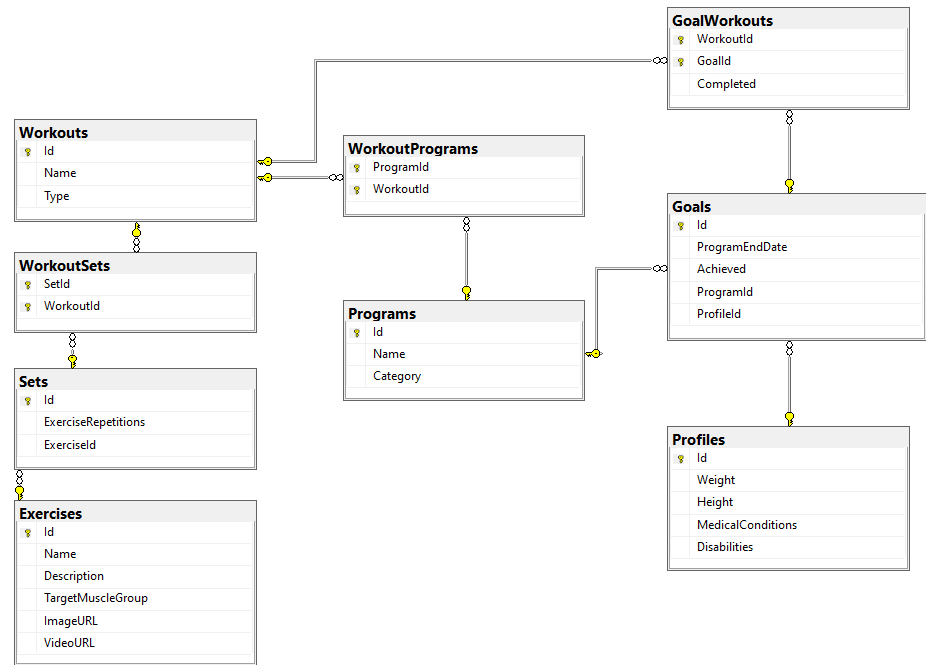 GoalWorkouts
WorkoutId
GoalId
Completed
Workouts
Id
Name
Type
WorkoutPrograms
ProgramId
WorkoutId
Goals
Id
ProgramEndDate
Achieved
ProgramId
ProfileId
WorkoutSets
SetId
WorkoutId
Programs
Id
Name
Category
Sets
Id
ExerciseRepetitions
ExerciseId
Profiles
Id
Weight
Height
MedicalConditions
Disabilities
Exercises
Id
Name
Description
TargetMuscleGroup
ImageURL
VideoURL